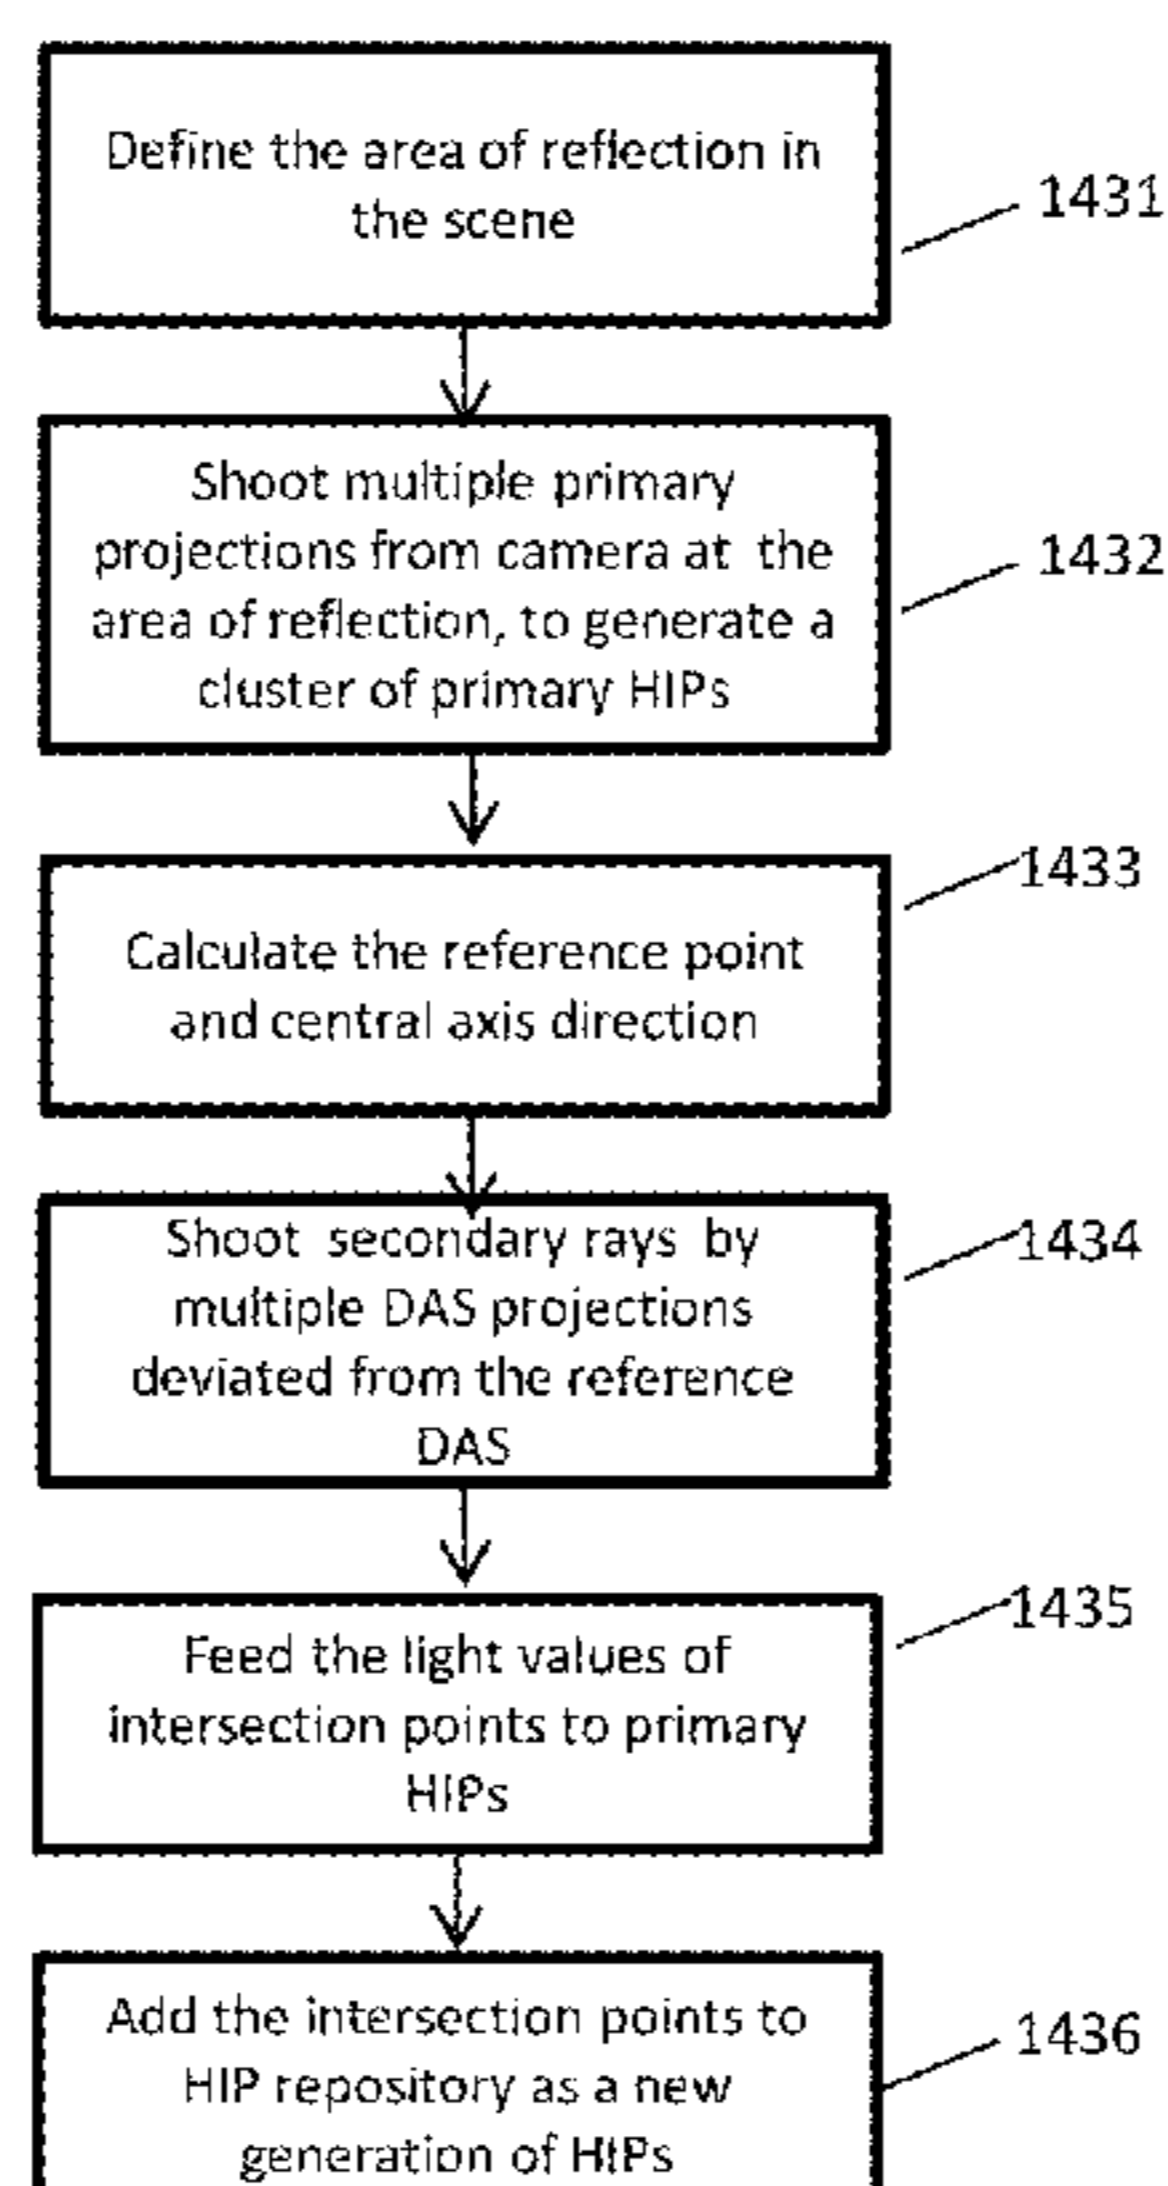 Define the area of reflection in
the scene
1431
Shoot multiple primary
projections from camera at the
area of reflection, to generate a
cluster of primary HIPs
1432
1433
Calculate the reference point
and central axis direction
1434
Shoot secondary rays by
multiple DAS projections
deviated from the reference
DAS
1435
Feed the light values of
intersection points to primary
HIPs
1436
Add the intersection points to
HIP repository as a new
generation of HIPs